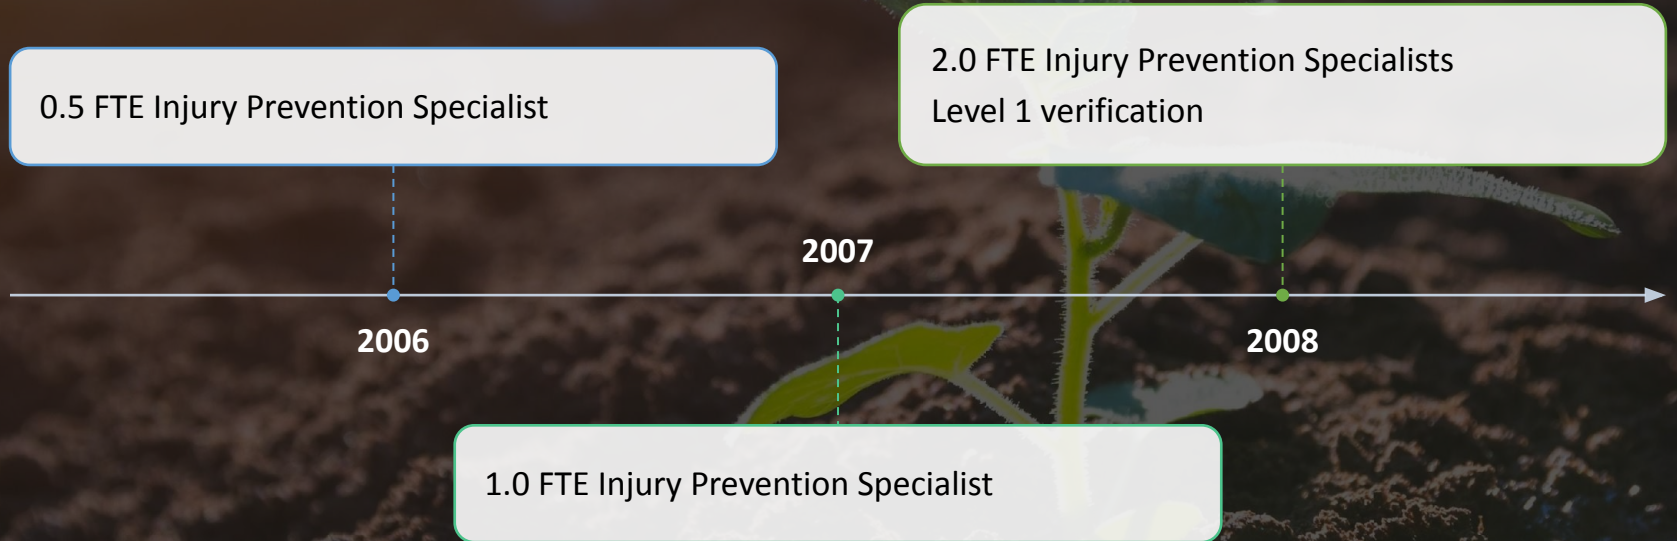 0.5 FTE Injury Prevention Specialist
2006
2007
1.0 FTE Injury Prevention Specialist
2.0 FTE Injury Prevention Specialists
Level 1 verification
2008